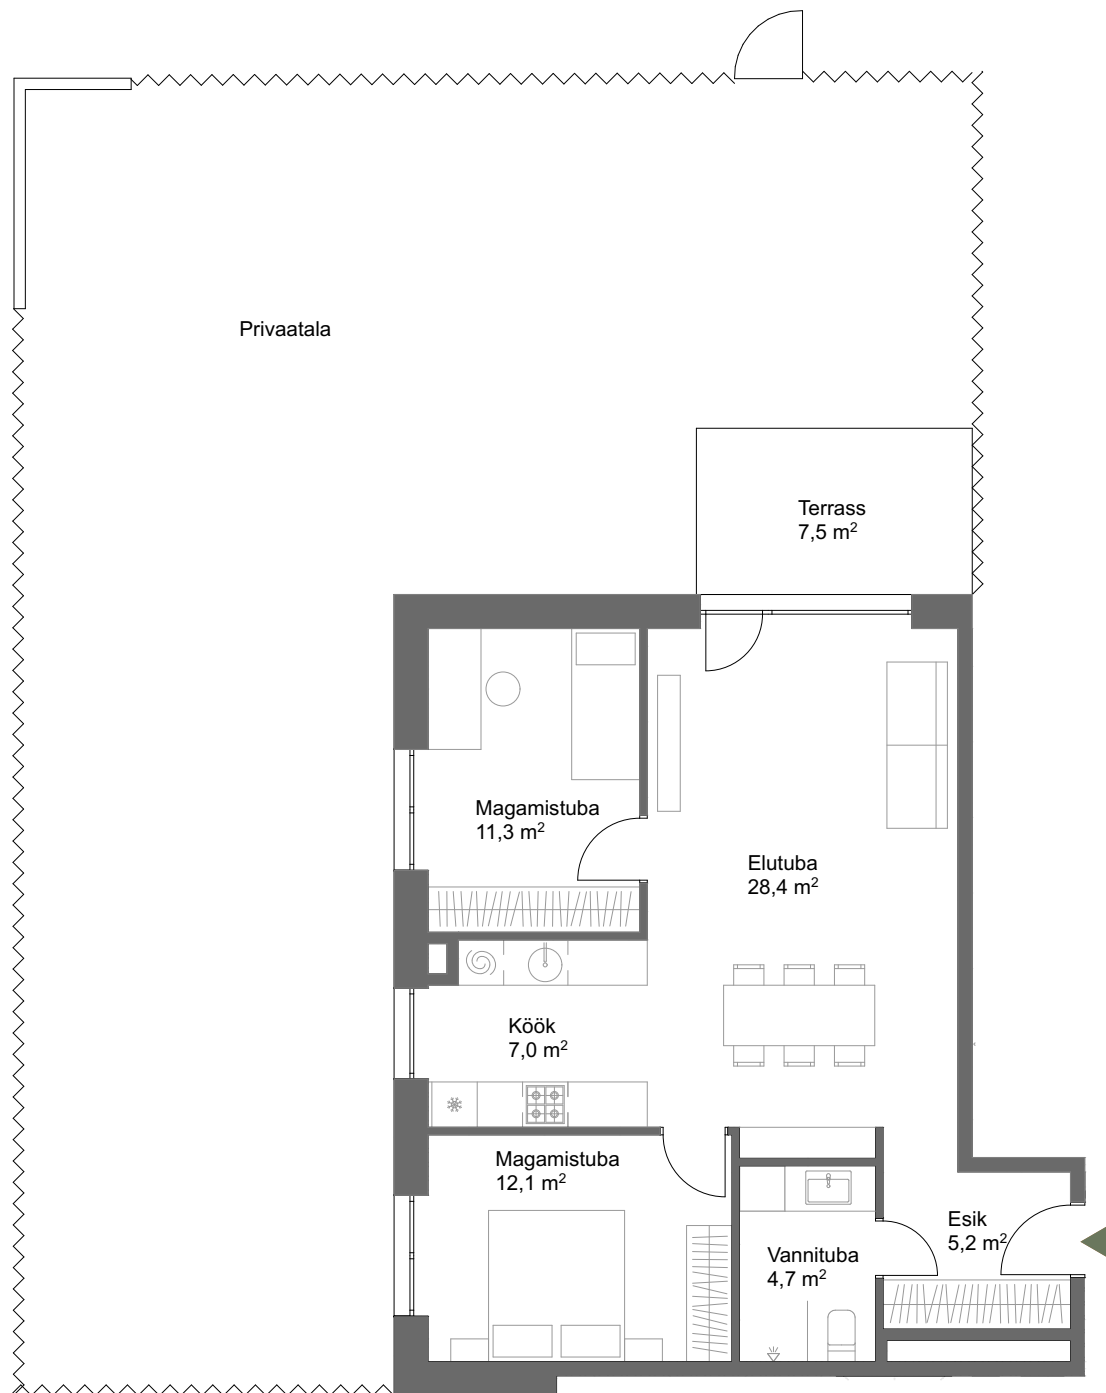 Privaatala
Terrass
7,5 m²
Magamistuba
11,3 m²
Elutuba
28,4 m²
Köök
7,0 m²
Magamistuba
12,1 m²
Esik
5,2 m²
Vannituba
4,7 m²